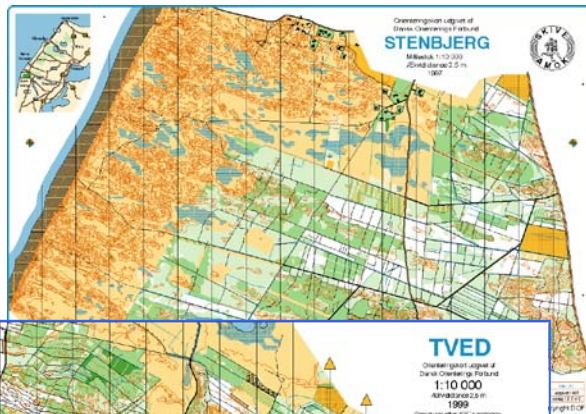 Orienteringskort udgivet af
Dansk Orienterings Forbund
STENBJERG
Målestok 1:10 000
Ækvidistance 2,5 m
1997
SKIVE
AMOK
TVED
Orienteringskort udgivet af
Dansk Orienterings Forbund
1:10 000
Ækvidistance 2,5 m
1999